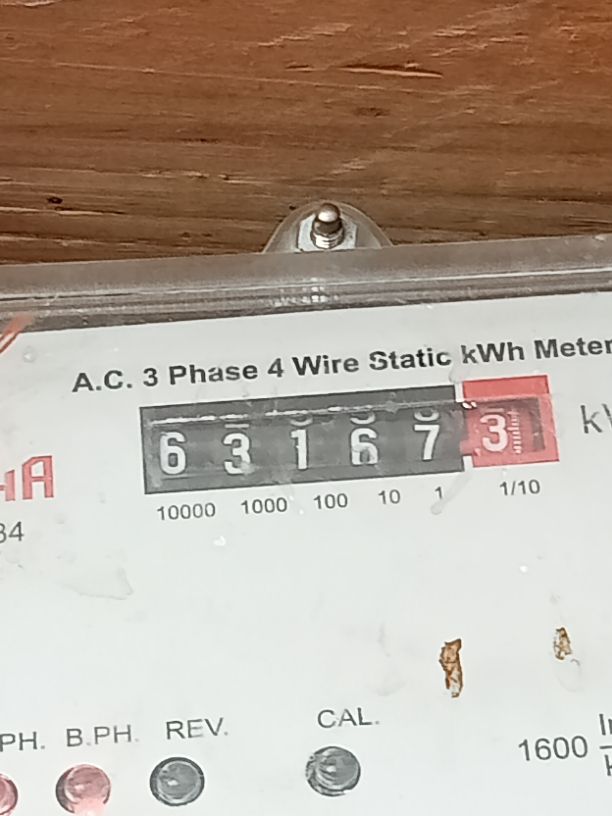 A.C. 3 Phase 4 Wire Static kWh Meter
6 3 1 6 7 3
10000 1000 100 10 1 1/10
B.PH. REV. CAL.
1600